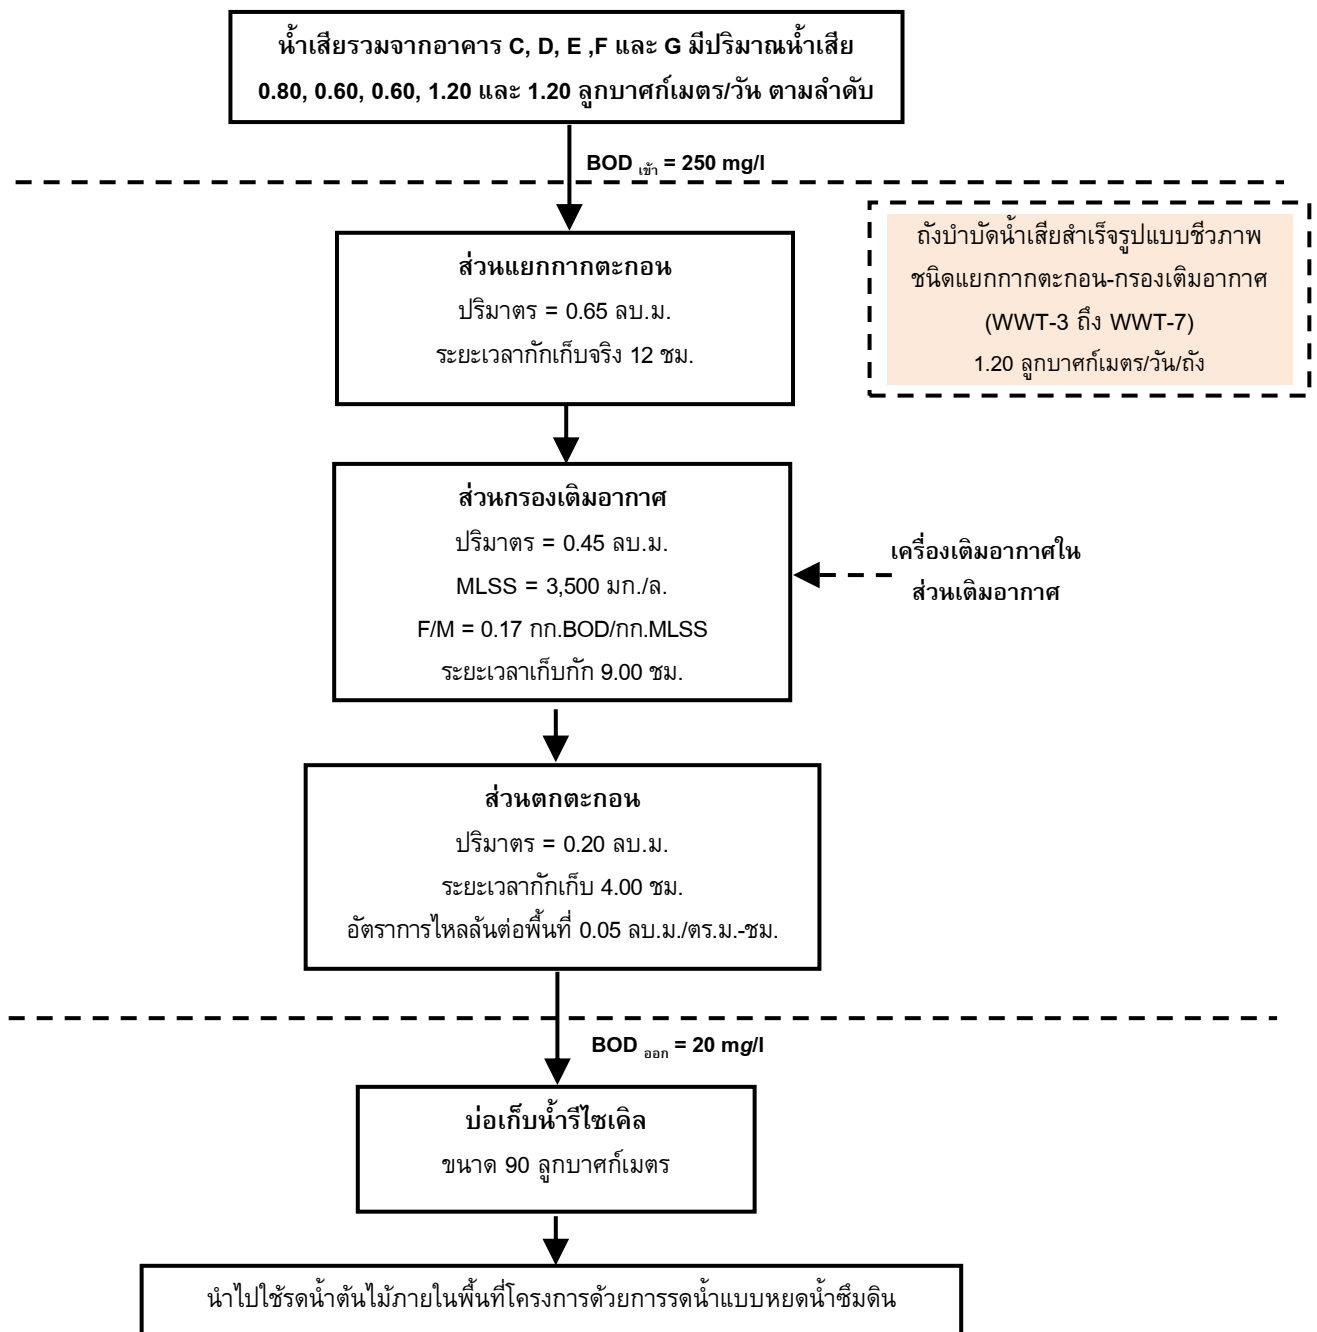 น้ำเสียรวมจากอาคาร C, D, E ,F และ G มีปริมาณน้ำเสีย
0.80, 0.60, 0.60, 1.20 และ 1.20 ลูกบาศก์เมตร/วัน ตามลำดับ
BOD เข้า = 250 mg/l
ถังบำบัดน้ำเสียสำเร็จรูปแบบชีวภาพ
ชนิดแยกกากตะกอน-กรองเติมอากาศ
(WWT-3 ถึง WWT-7)
1.20 ลูกบาศก์เมตร/วัน/ถัง
ส่วนแยกกากตะกอน
ปริมาตร = 0.65 ลบ.ม.
ระยะเวลากักเก็บจริง 12 ชม.
ส่วนกรองเติมอากาศ
ปริมาตร = 0.45 ลบ.ม.
MLSS = 3,500 มก./ล.
F/M = 0.17 กก.BOD/กก.MLSS
ระยะเวลาเก็บกัก 9.00 ชม.
เครื่องเติมอากาศใน
ส่วนเติมอากาศ
ส่วนตกตะกอน
ปริมาตร = 0.20 ลบ.ม.
ระยะเวลากักเก็บ 4.00 ชม.
อัตราการไหลล้นต่อพื้นที่ 0.05 ลบ.ม./ตร.ม.-ชม.
BOD ออก = 20 mg/l
บ่อเก็บน้ำรีไซเคิล
ขนาด 90 ลูกบาศก์เมตร
นำไปใช้รดน้ำต้นไม้ภายในพื้นที่โครงการด้วยการรดน้ำแบบหยดน้ำซึมดิน